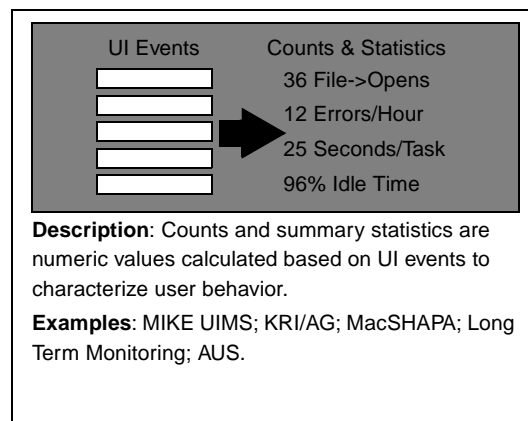 UI Events Counts & Statistics
36 File->Opens
12 Errors/Hour
25 Seconds/Task
96% Idle Time
Description: Counts and summary statistics are
numeric values calculated based on UI events to
characterize user behavior.
Examples: MIKE UIMS; KRI/AG; MacSHAPA; Long
Term Monitoring; AUS.